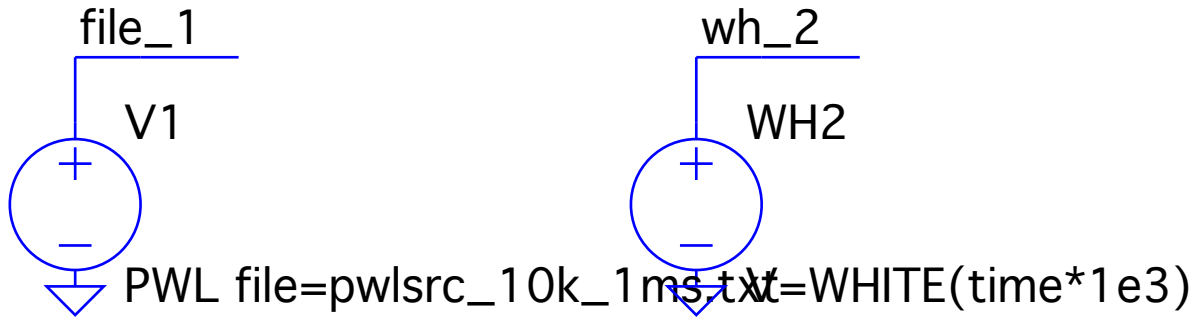 file_1
wh_2
V1
WH2
PWL file=pwlsrc_10k_1ms.txt
V=WHITE(time*1e3)